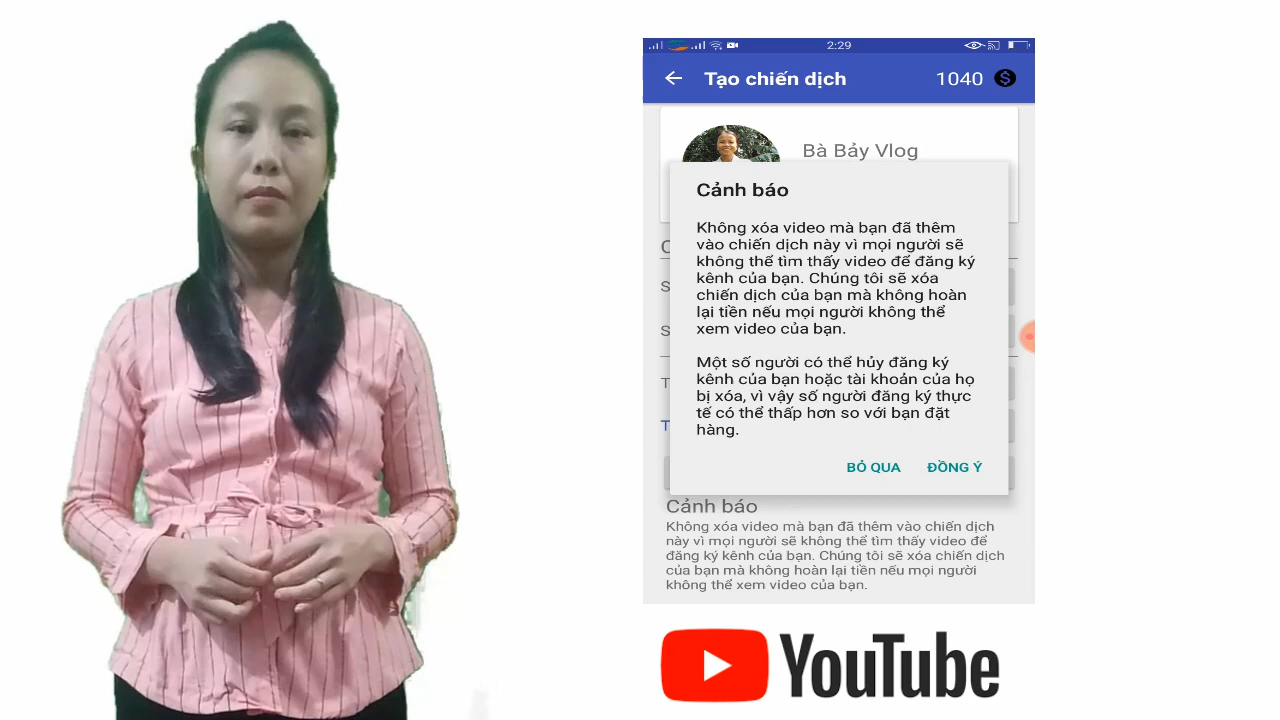 2:29
Tạo chiến dịch 1040
Bà Bảy Vlog
Cảnh báo
Không xóa video mà bạn đã thêm
vào chiến dịch này vì mọi người sẽ
không thể tìm thấy video để đăng ký
kênh của bạn. Chúng tôi sẽ xóa
chiến dịch của bạn mà không hoàn
lại tiền nếu mọi người không thể
xem video của bạn.
Một số người có thể hủy đăng ký
kênh của bạn hoặc tài khoản của họ
bị xóa, vì vậy số người đăng ký thực
tế có thể thấp hơn so với bạn đặt
hàng.
BỎ QUA ĐỒNG Ý
Cảnh báo
Không xóa video mà bạn đã thêm vào chiến dịch
này vì mọi người sẽ không thể tìm thấy video để
đăng ký kênh của bạn. Chúng tôi sẽ xóa chiến dịch
của bạn mà không hoàn lại tiền nếu mọi người
không thể xem video của bạn.
YouTube